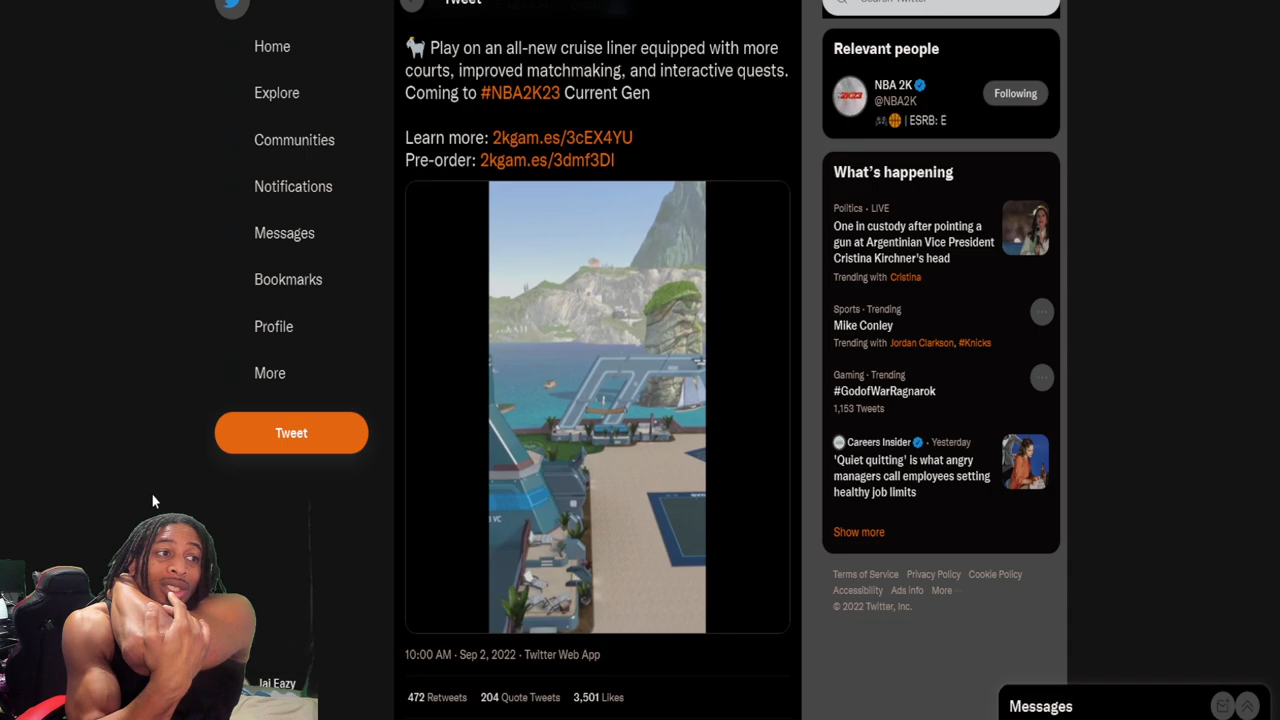 Tweet
Home
Explore
Communities
Notifications
Messages
Bookmarks
Profile
More
Tweet
Jai Eazy
🐐 Play on an all-new cruise liner equipped with more
courts, improved matchmaking, and interactive quests.
Coming to #NBA2K23 Current Gen
Learn more: 2kgam.es/3cEX4YU
Pre-order: 2kgam.es/3dmf3DI
VC
10:00 AM · Sep 2, 2022 · Twitter Web App
472 Retweets 204 Quote Tweets 3,501 Likes
Search Twitter
Relevant people
NBA 2K
@NBA2K
Following
🎮🏀 | ESRB: E
What's happening
Politics · LIVE
One in custody after pointing a
gun at Argentinian Vice President
Cristina Kirchner's head
Trending with Cristina
Sports · Trending
Mike Conley
Trending with Jordan Clarkson, #Knicks
Gaming · Trending
#GodofWarRagnarok
1,153 Tweets
Careers Insider · Yesterday
'Quiet quitting' is what angry
managers call employees setting
healthy job limits
Show more
Terms of Service Privacy Policy Cookie Policy
Accessibility Ads info More ···
© 2022 Twitter, Inc.
Messages